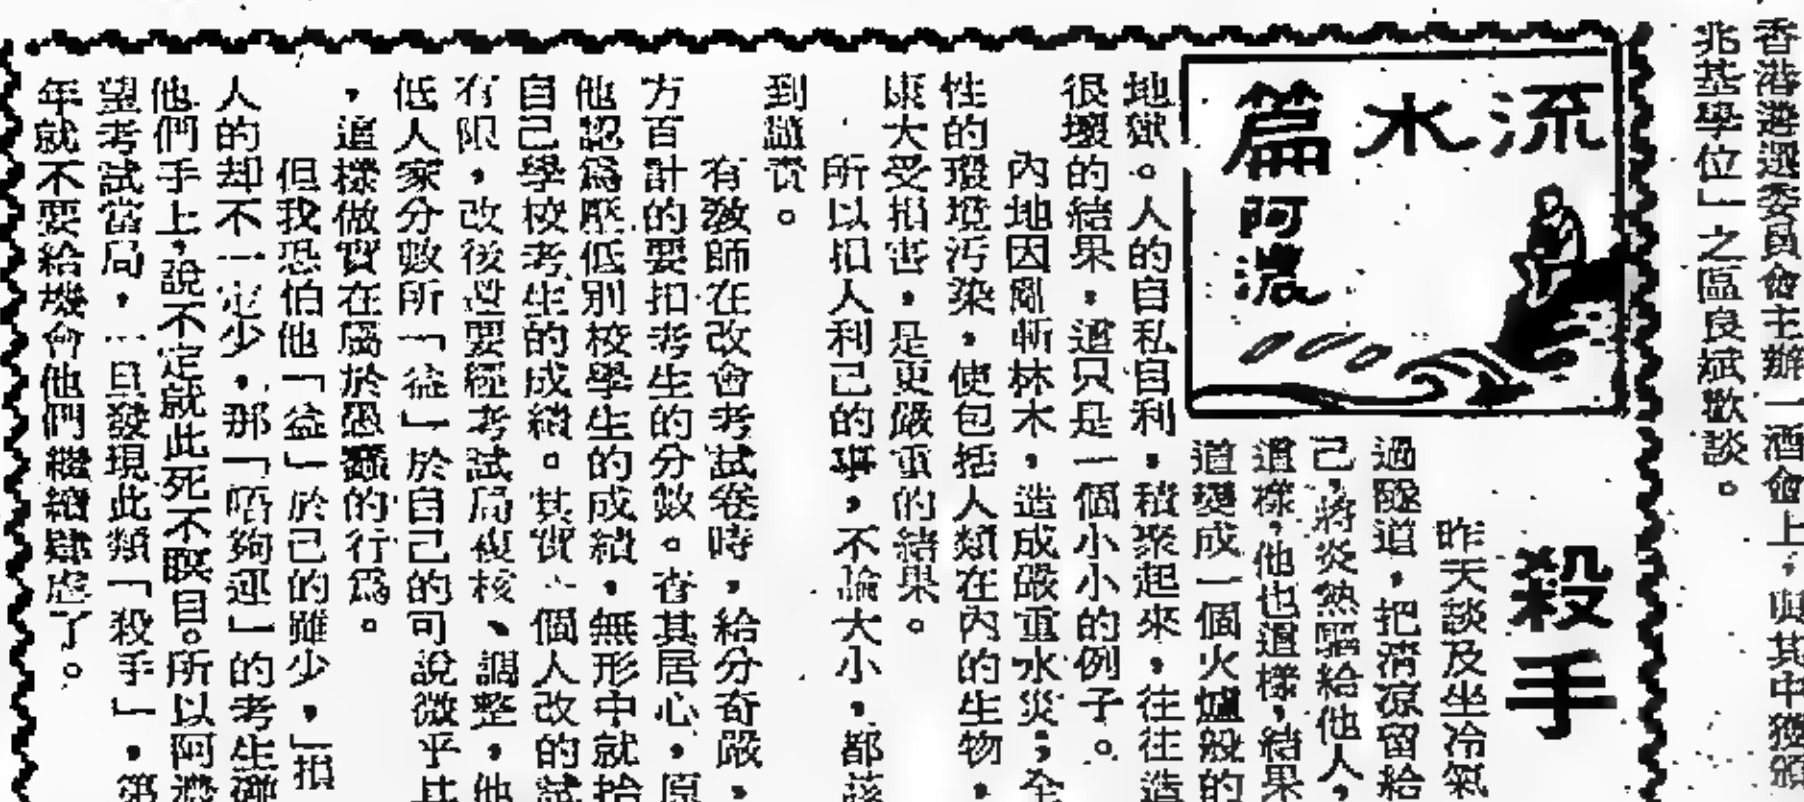 香港選舉委員會主辦一酒會上，與其中獲頒
兆基學位」之區良斌歡談。
流水篇
阿濃
殺手
昨天談及坐冷氣
過隧道，把清凉留給
己，將炎熱驅給他人，
這樣，他也這樣，結果
道變成一個火爐般的
地獄。人的自私自利，積聚起來，往往造
很壞的結果，這只是一個小小的例子。
內地因亂斬林木，造成嚴重水災；全
性的環境污染，使包括人類在內的生物，
康大受損害，是更嚴重的結果。
所以損人利己的事，不論大小，都該
到譴責。
有敎師在改會考試卷時，給分奇嚴，
方百計的要扣考生的分數。查其居心，原
他認爲壓低別校學生的成績，無形中就抬
自己學校考生的成績。其實一個人改的試
有限，改後還要經考試局複核、調整，他
低人家分數所「益」於自己的可說微乎其
，這樣做實在屬於愚蠢的行爲。
但我恐怕他「益」於己的雖少，「損
人的却不一定少，那「唔夠運」的考生
他們手上，說不定就此死不瞑目。所以阿濃
望考試當局，一旦發現此類「殺手」，第
年就不要給機會他們繼續肆虐了。